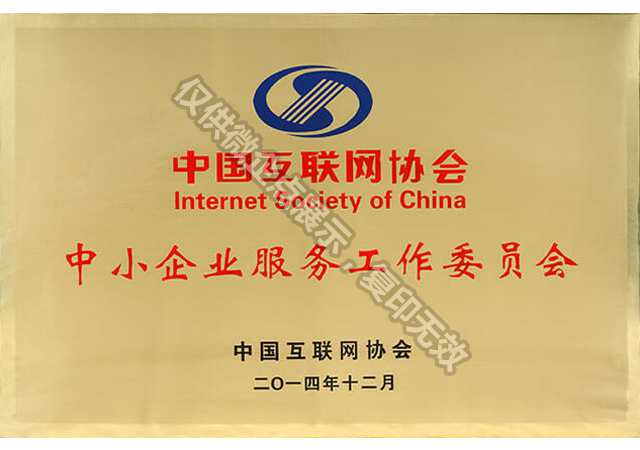 中国互联网协会
Internet Society of China
中小企业服务工作委员会
中国互联网协会
二〇一四年十二月
仅供微企点展示，复印无效